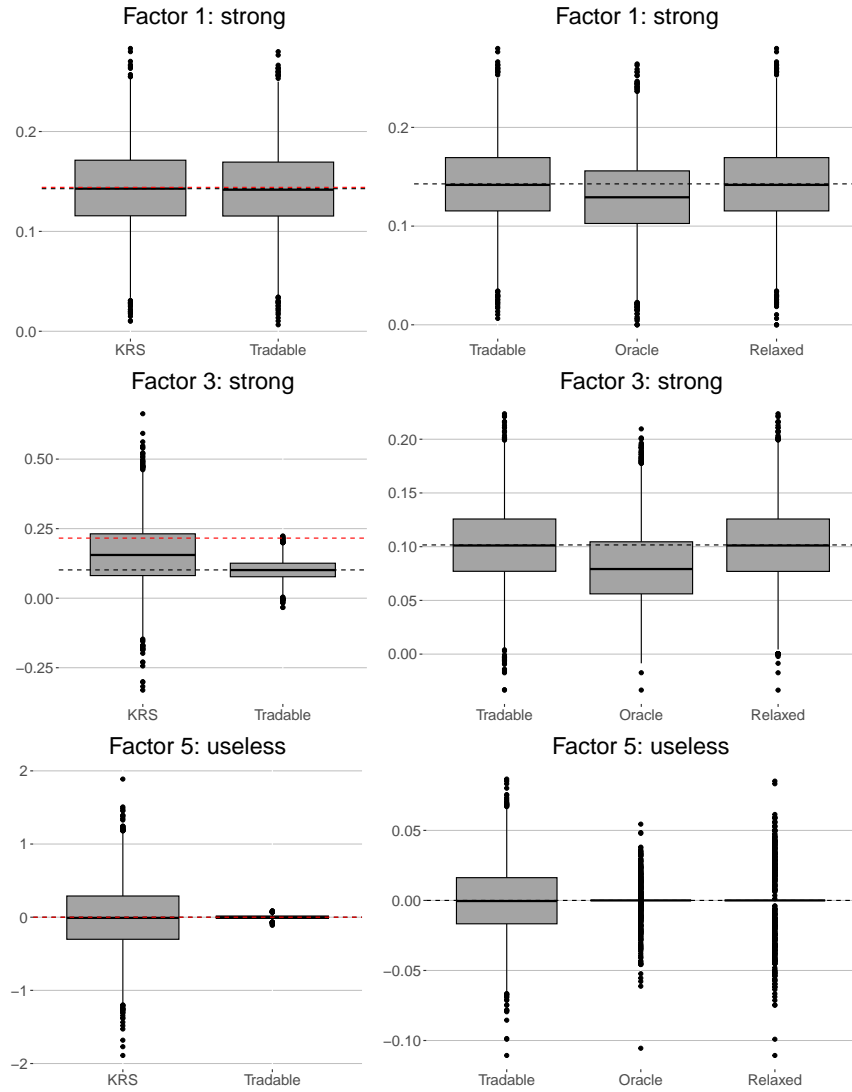 Factor 1: strong
0.2
0.1
0.0
KRS Tradable
Factor 1: strong
0.2
0.1
0.0
Tradable Oracle Relaxed
Factor 3: strong
0.50
0.25
0.00
−0.25
KRS Tradable
Factor 3: strong
0.20
0.15
0.10
0.05
0.00
Tradable Oracle Relaxed
Factor 5: useless
2
1
0
−1
−2
KRS Tradable
Factor 5: useless
0.05
0.00
−0.05
−0.10
Tradable Oracle Relaxed